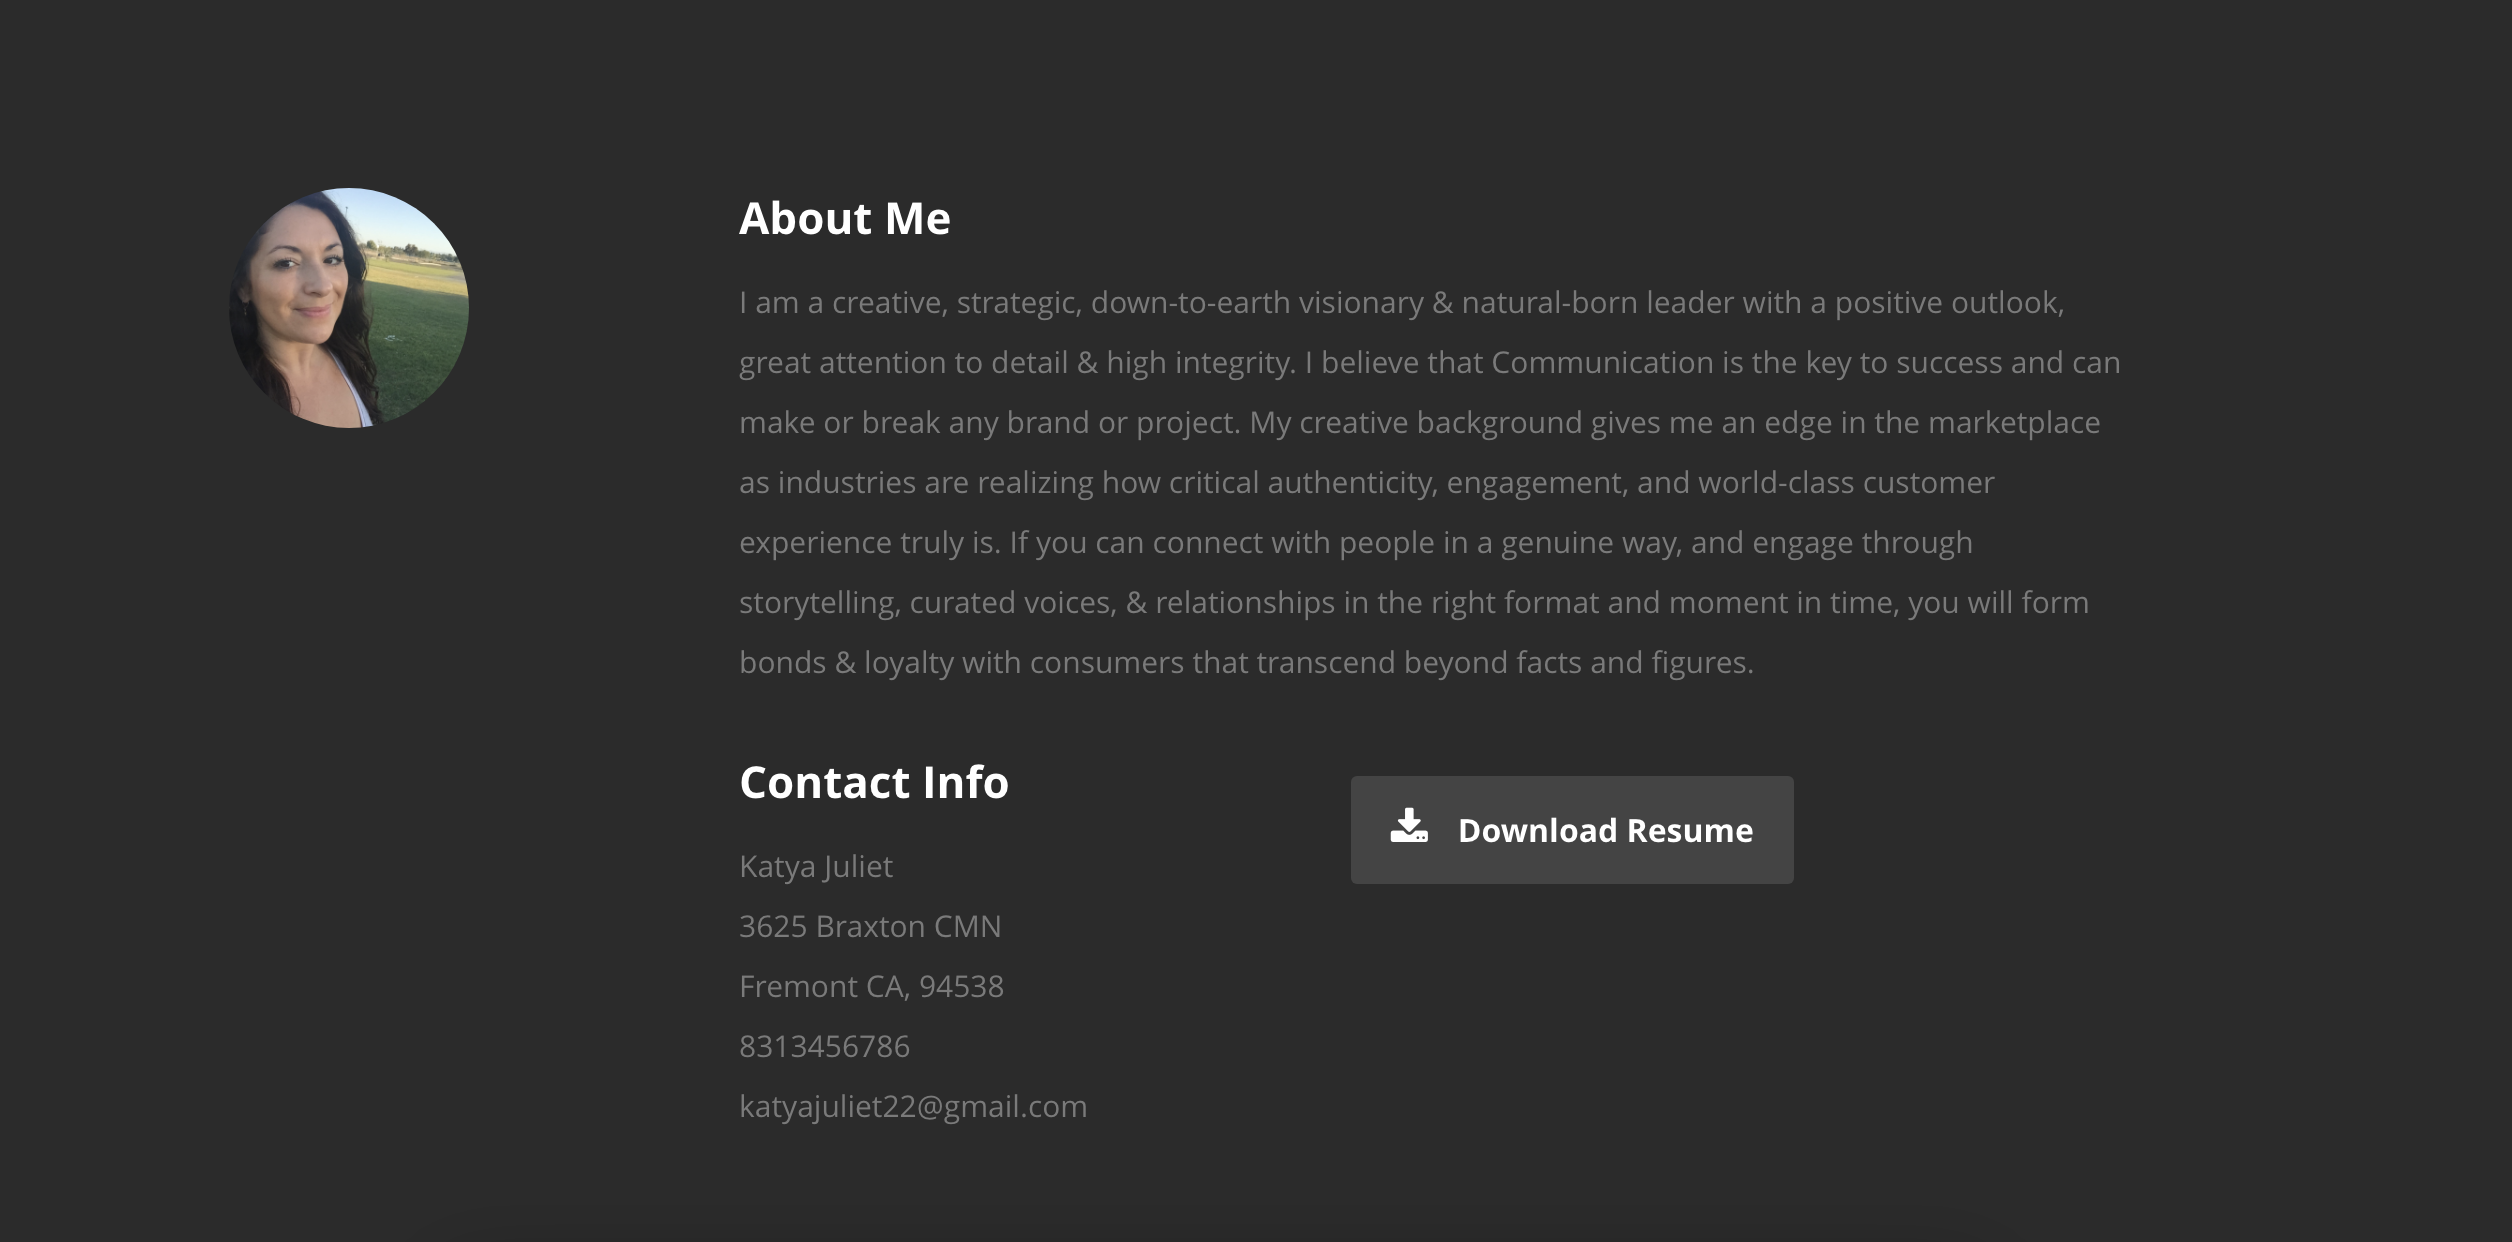 About Me
I am a creative, strategic, down-to-earth visionary & natural-born leader with a positive outlook,
great attention to detail & high integrity. I believe that Communication is the key to success and can
make or break any brand or project. My creative background gives me an edge in the marketplace
as industries are realizing how critical authenticity, engagement, and world-class customer
experience truly is. If you can connect with people in a genuine way, and engage through
storytelling, curated voices, & relationships in the right format and moment in time, you will form
bonds & loyalty with consumers that transcend beyond facts and figures.
Contact Info
Katya Juliet
3625 Braxton CMN
Fremont CA, 94538
8313456786
katyajuliet22@gmail.com
Download Resume